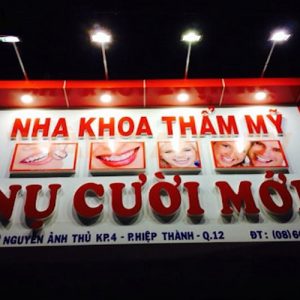 NHA KHOA THẨM MỸ
NỤ CƯỜI MỚI
NGUYỄN ẢNH THỦ KP.4 - P.HIỆP THÀNH - Q.12 ĐT: (08)6